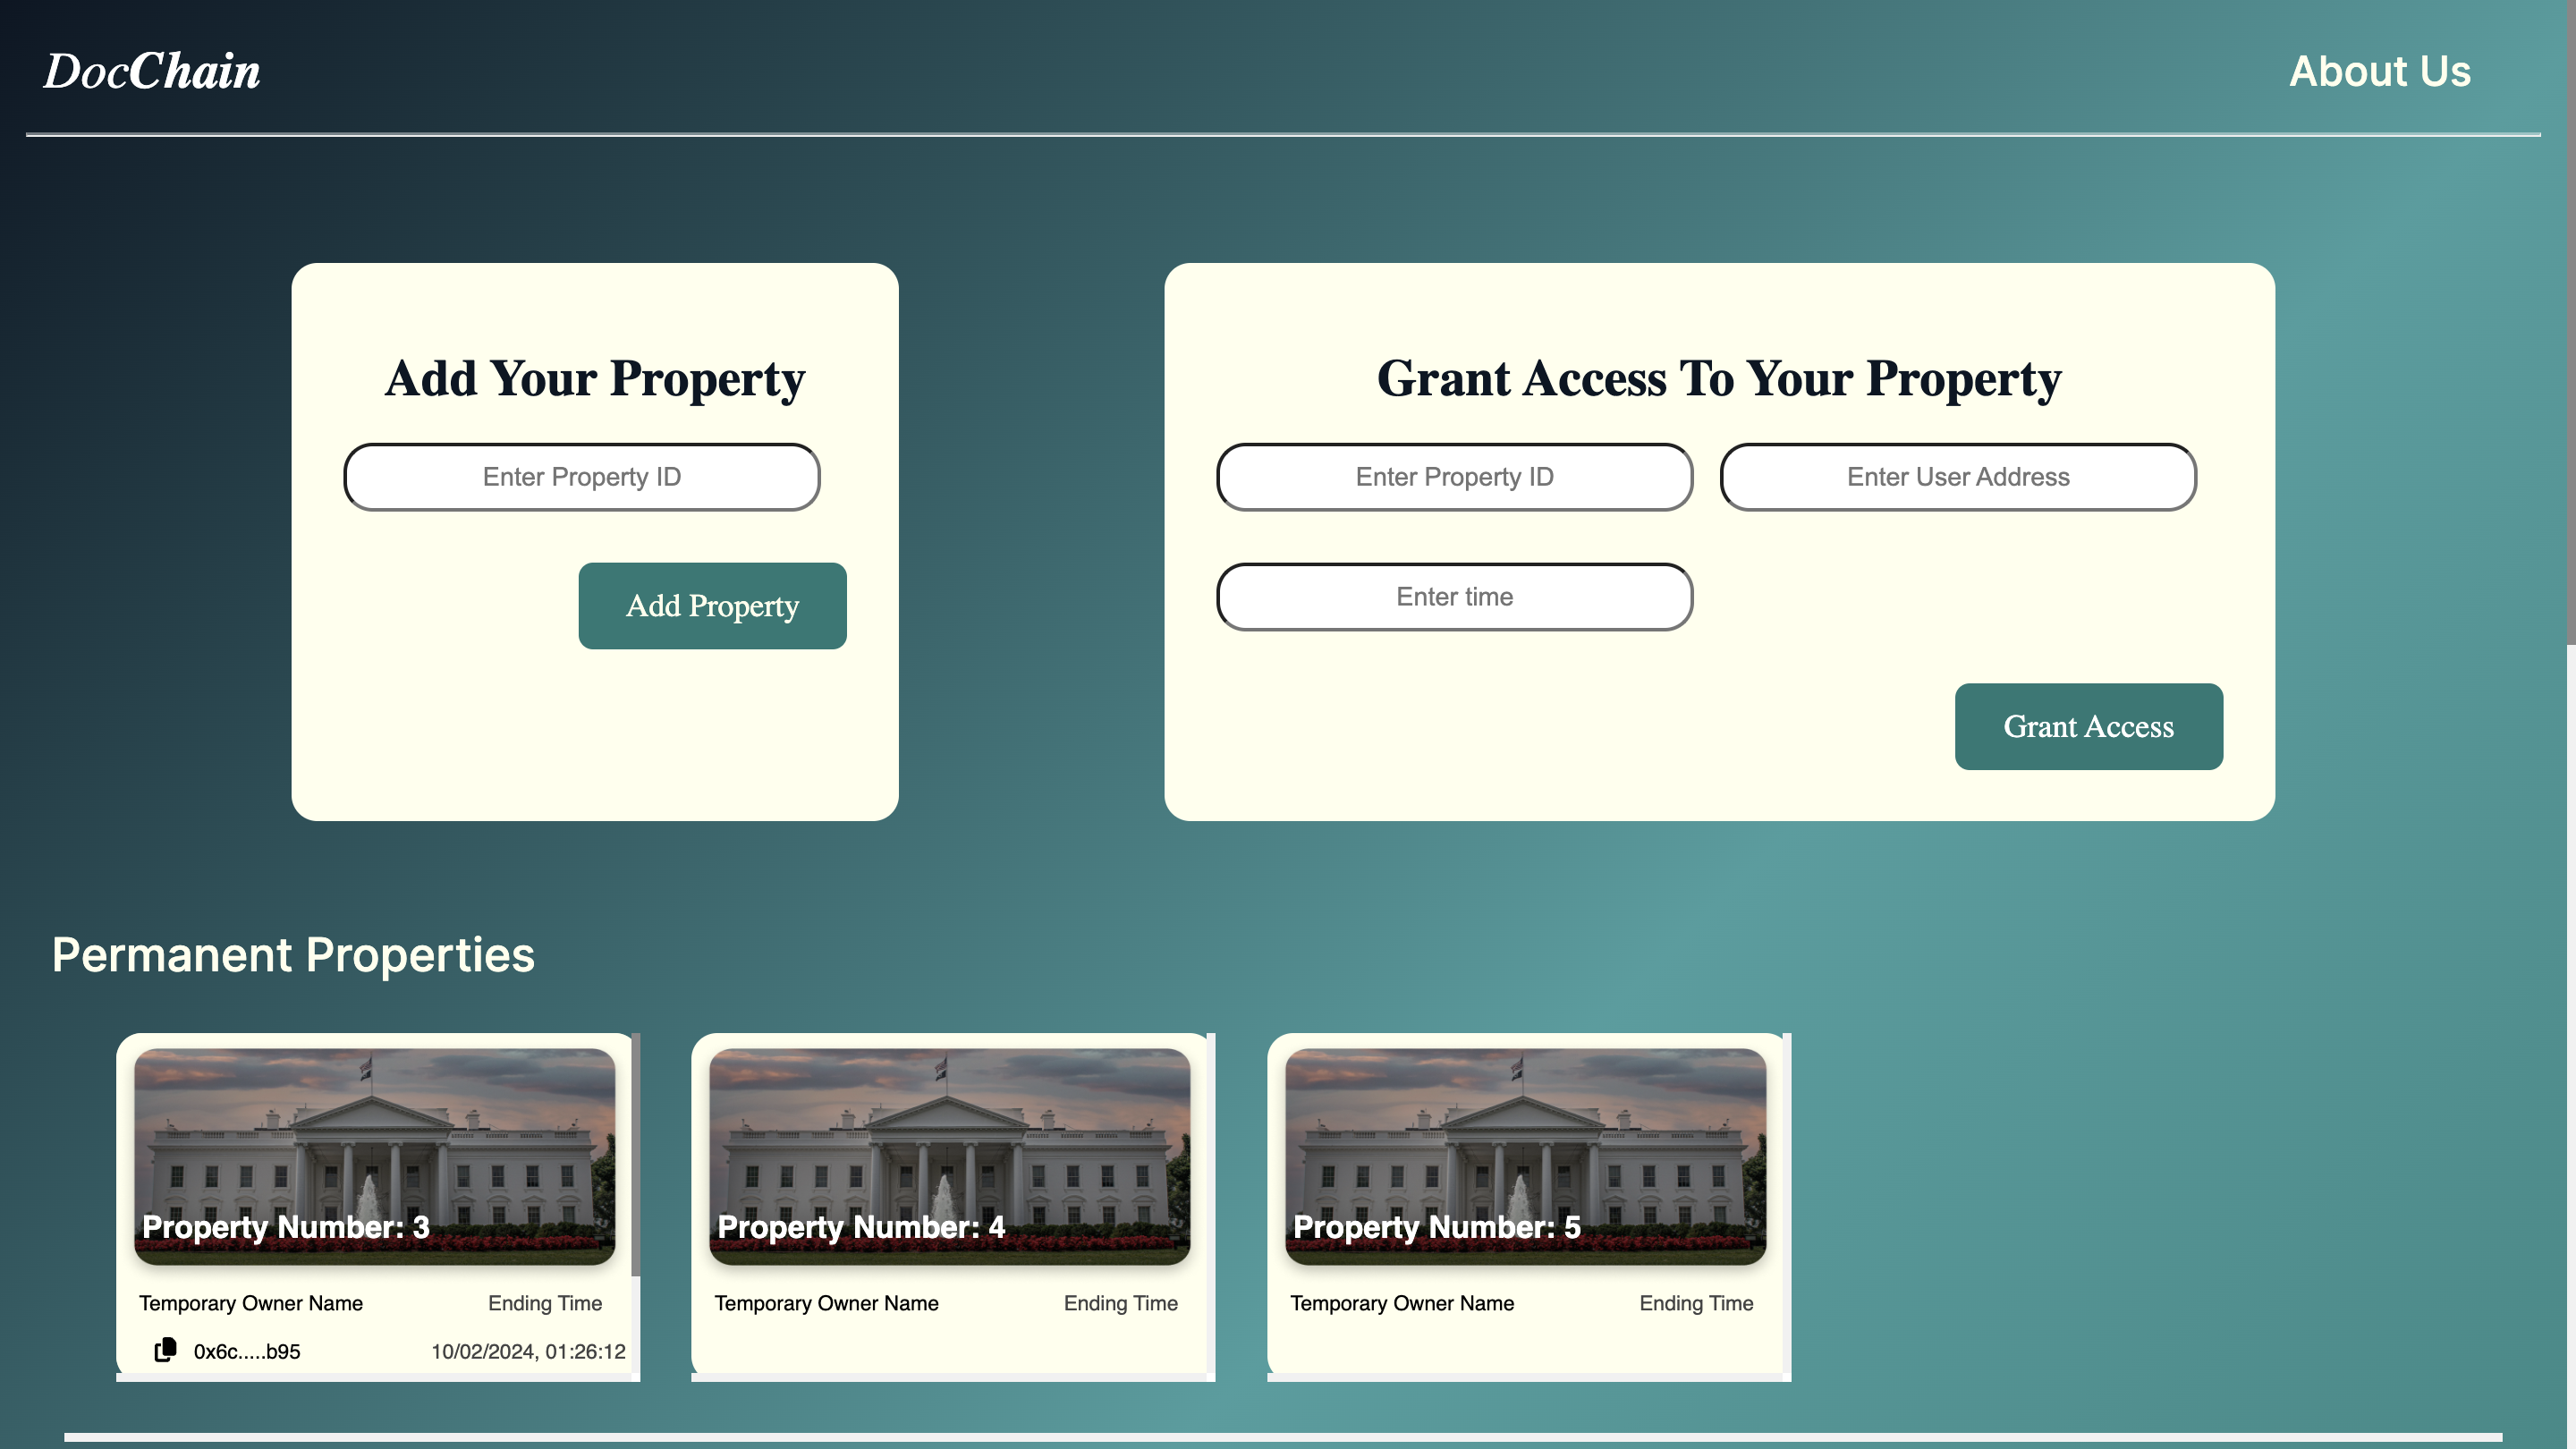 DocChain
About Us
Add Your Property
Enter Property ID
Add Property
Grant Access To Your Property
Enter Property ID
Enter User Address
Enter time
Grant Access
Permanent Properties
Property Number: 3
Temporary Owner Name
Ending Time
0x6c.....b95
10/02/2024, 01:26:12
Property Number: 4
Temporary Owner Name
Ending Time
Property Number: 5
Temporary Owner Name
Ending Time